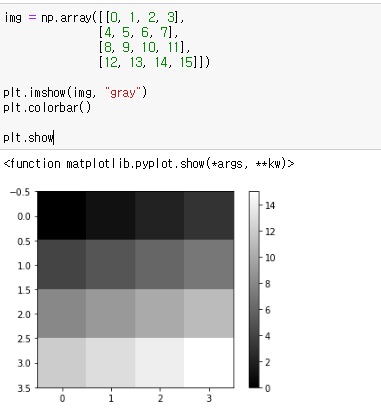 img = np.array([[0, 1, 2, 3],
[4, 5, 6, 7],
[8, 9, 10, 11],
[12, 13, 14, 15]])
plt.imshow(img, "gray")
plt.colorbar()
plt.show
<function matplotlib.pyplot.show(*args, **kw)>
−0.5
0.0
0.5
1.0
1.5
2.0
2.5
3.0
3.5
0 1 2 3
14
12
10
8
6
4
2
0